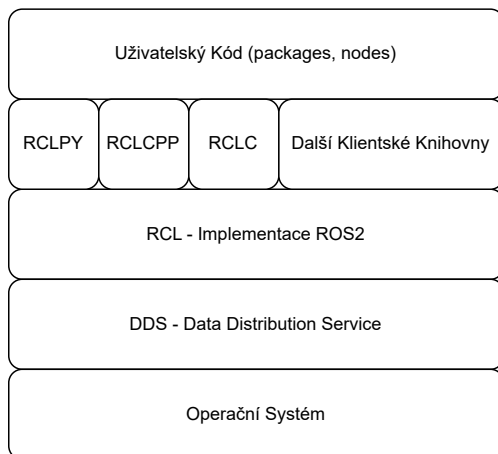 Uživatelský Kód (packages, nodes)
RCLPY RCLCPP RCLC Další Klientské Knihovny
RCL - Implementace ROS2
DDS - Data Distribution Service
Operační Systém